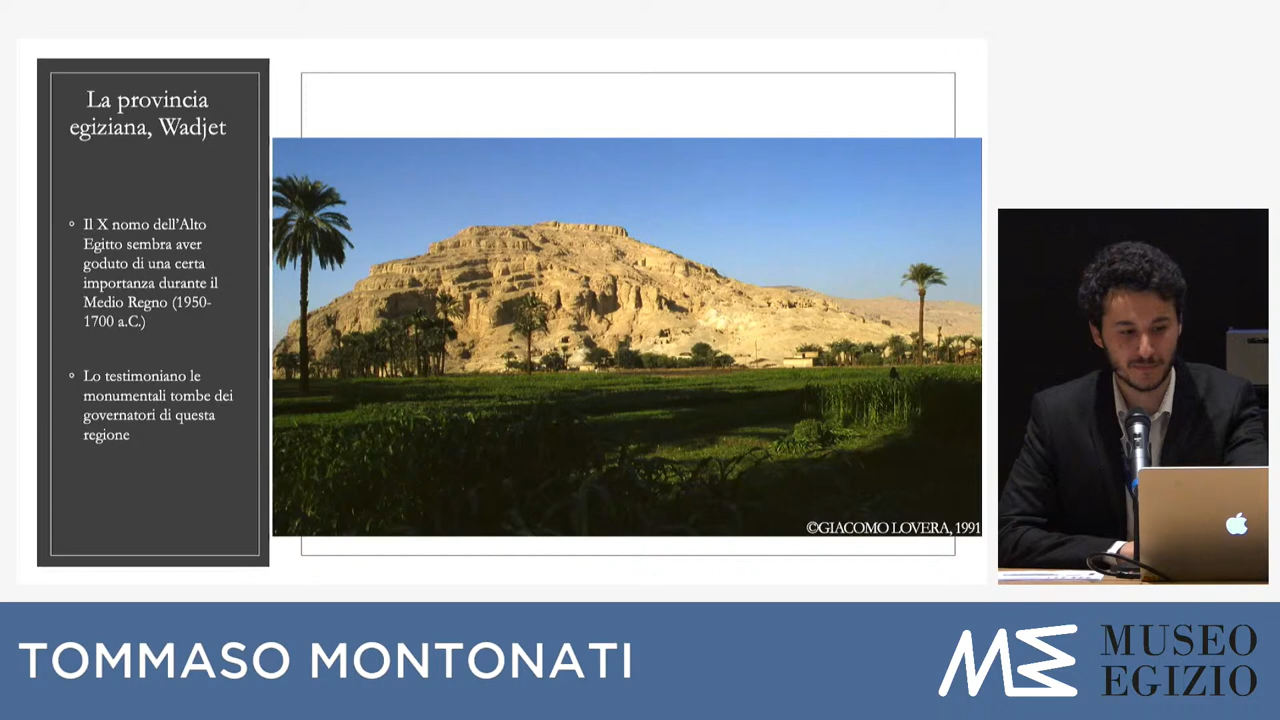 La provincia
egiziana, Wadjet
Il X nomo dell'Alto
Egitto sembra aver
goduto di una certa
importanza durante il
Medio Regno (1950-
1700 a.C.)
Lo testimoniano le
monumentali tombe dei
governatori di questa
regione
©GIACOMO LOVERA, 1991
TOMMASO MONTONATI
ME
MUSEO
EGIZIO